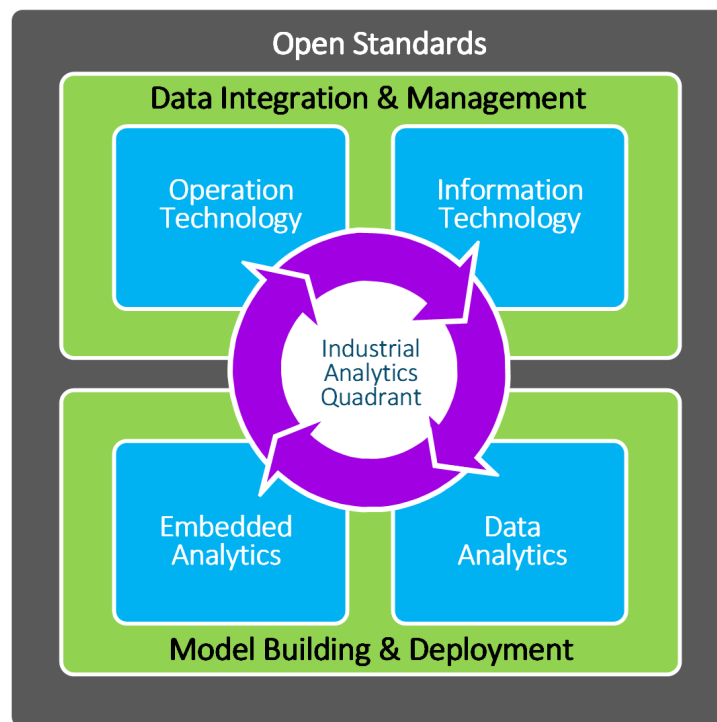 Open Standards
Data Integration & Management
Operation
Technology
Information
Technology
Industrial
Analytics
Quadrant
Embedded
Analytics
Data
Analytics
Model Building & Deployment